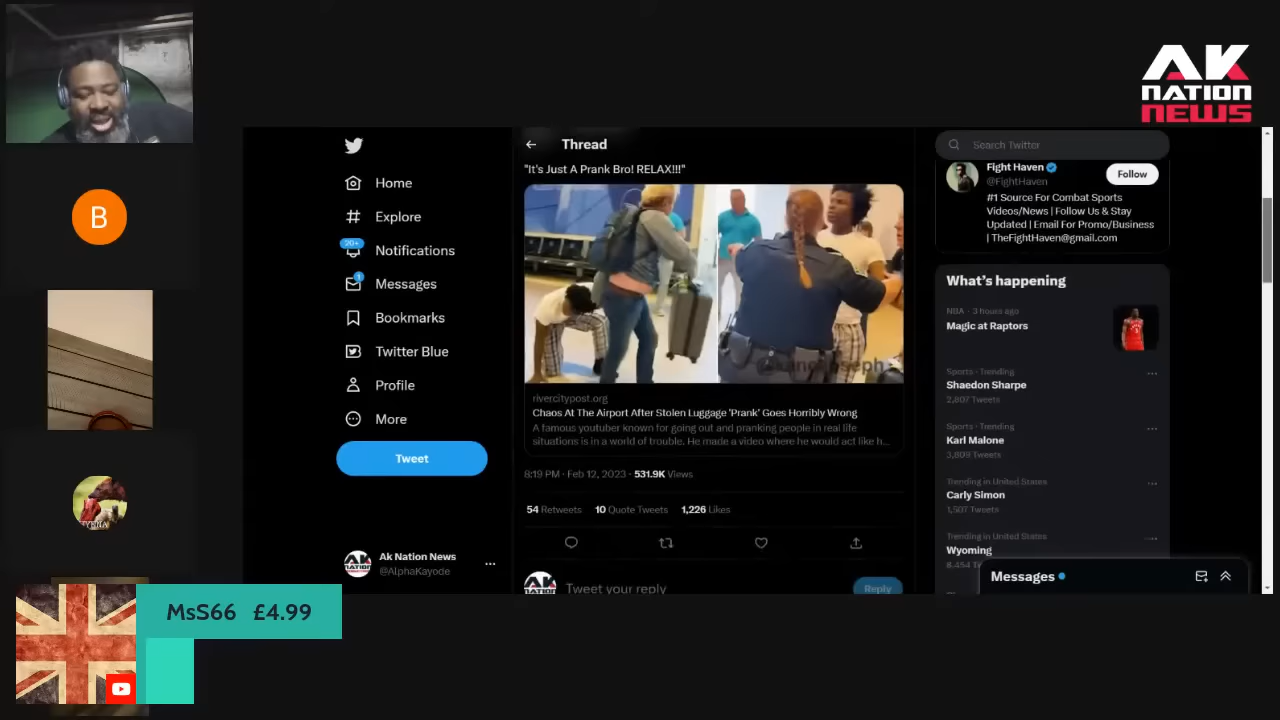 AK
NATION
NEWS
B
Thread
Search Twitter
"It's Just A Prank Bro! RELAX!!!"
Home
Explore
20+
Notifications
1
Messages
Bookmarks
Twitter Blue
Profile
More
Tweet
Ak Nation News
@AlphaKayode
rivercitypost.org
Chaos At The Airport After Stolen Luggage 'Prank' Goes Horribly Wrong
A famous youtuber known for going out and pranking people in real life
situations is in a world of trouble. He made a video where he would act like h...
8:19 PM · Feb 12, 2023 · 531.9K Views
54 Retweets 10 Quote Tweets 1,226 Likes
Tweet your reply
Reply
Fight Haven
@FightHaven
Follow
#1 Source For Combat Sports
Videos/News | Follow Us & Stay
Updated | Email For Promo/Business
| TheFightHaven@gmail.com
What's happening
NBA · 3 hours ago
Magic at Raptors
Sports · Trending
Shaedon Sharpe
2,807 Tweets
Sports · Trending
Karl Malone
3,809 Tweets
Trending in United States
Carly Simon
1,507 Tweets
Trending in United States
Wyoming
8,454
Messages
MsS66 £4.99